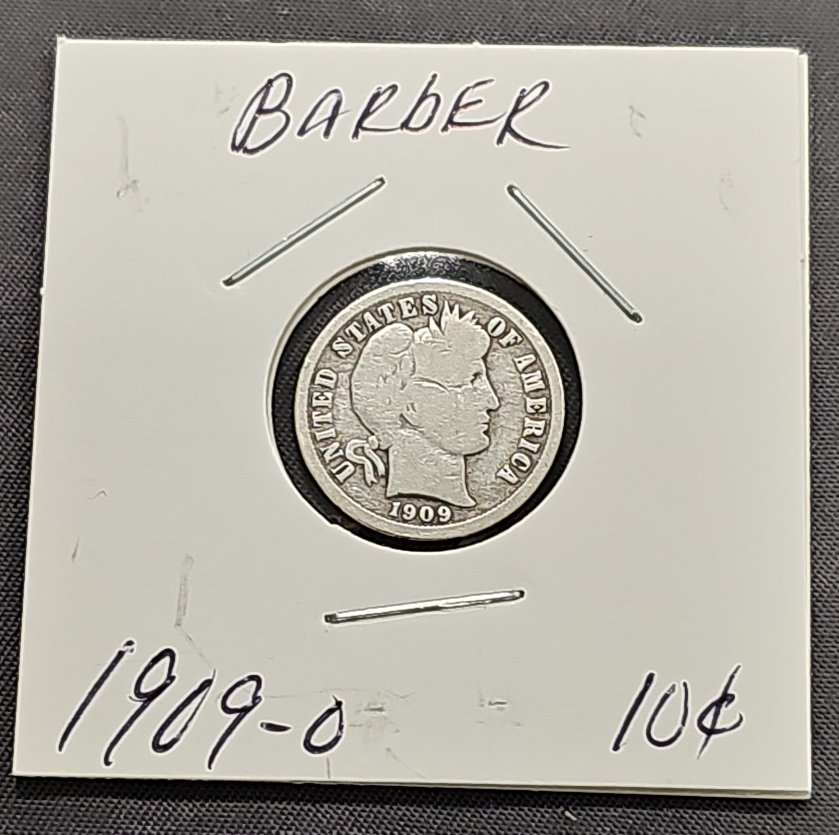 BARbER
UNITED STATES OF AMERICA
1909
1909-O 10¢